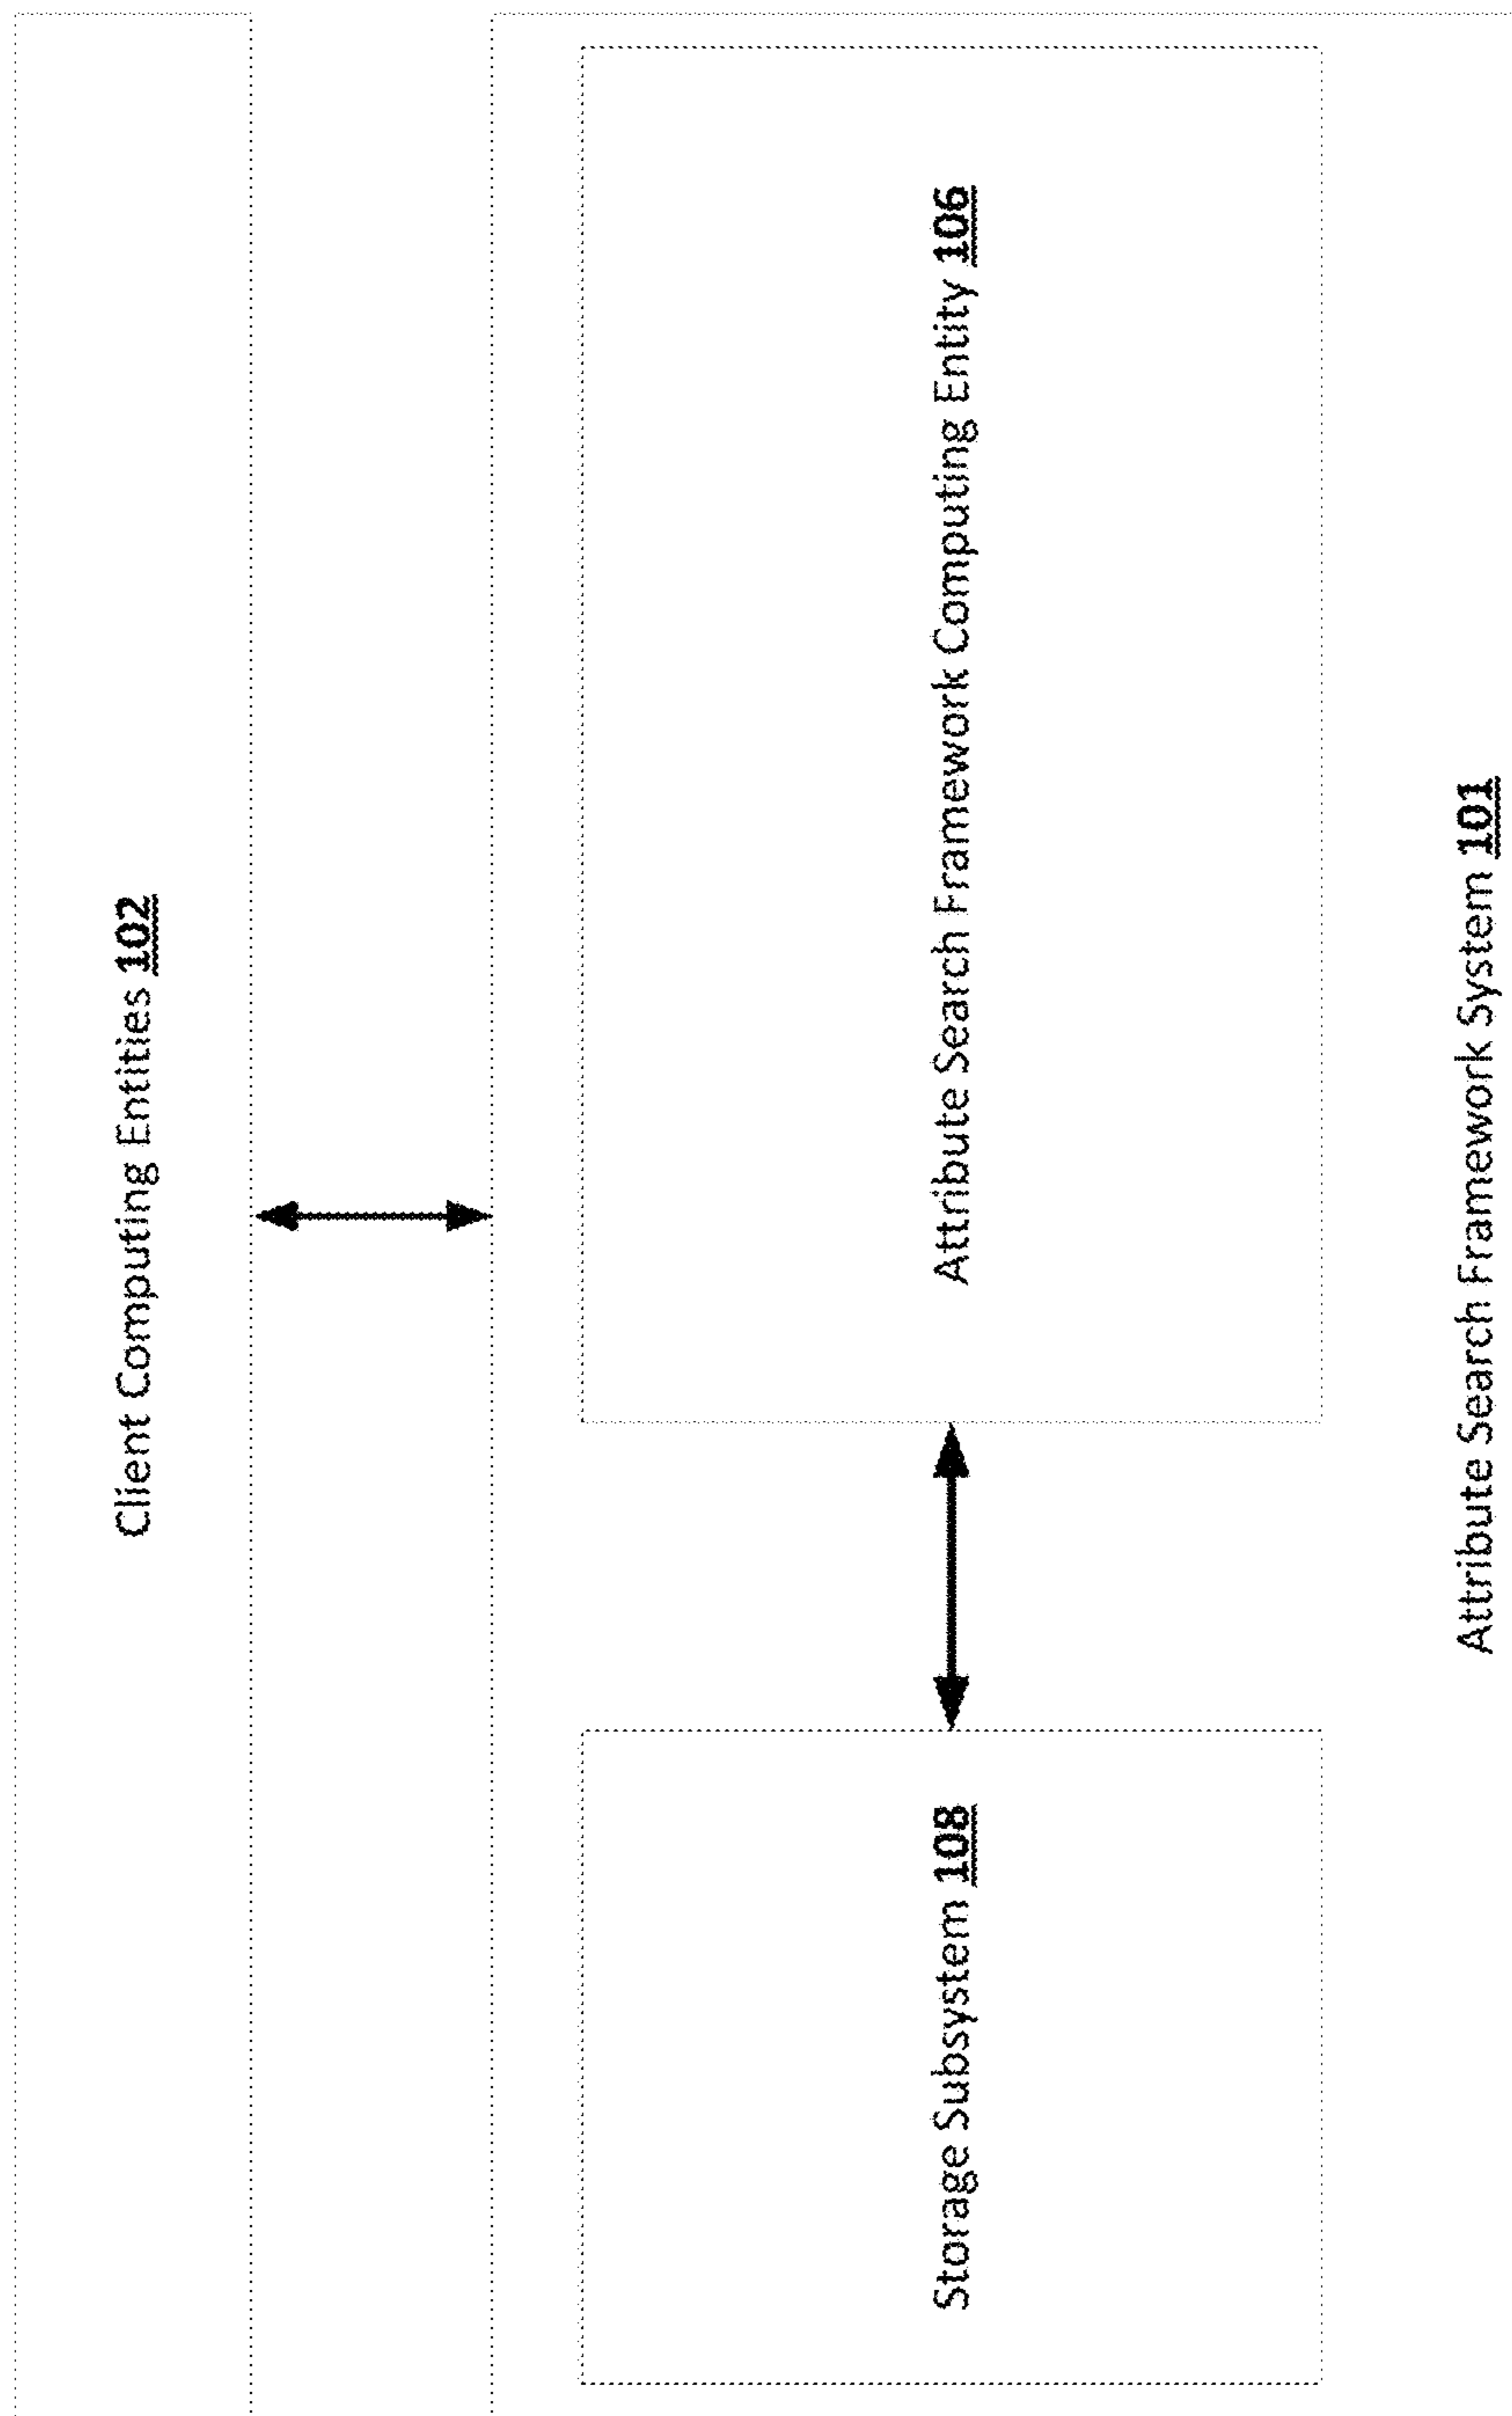 Client Computing Entities 102
Storage Subsystem 108
Attribute Search Framework Computing Entity 106
Attribute Search Framework System 101